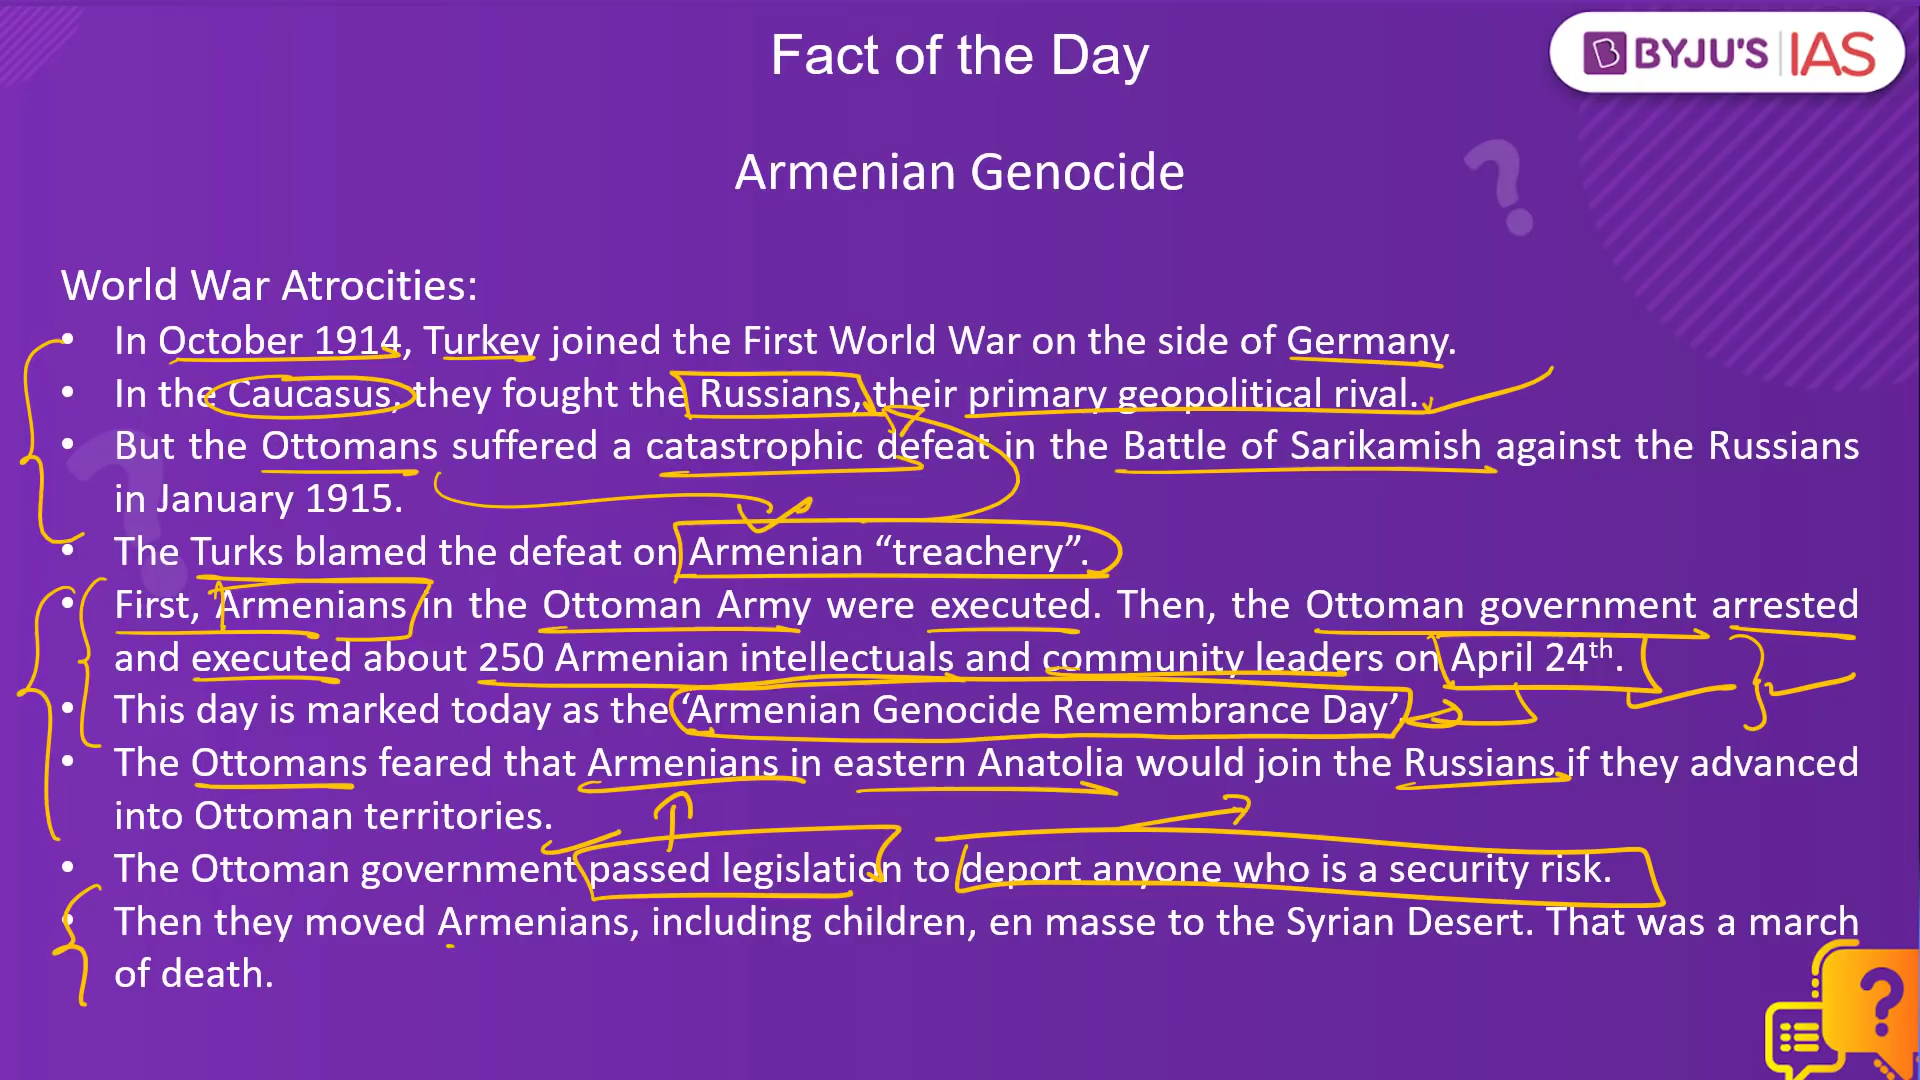 Fact of the Day
BYJU'S IAS
Armenian Genocide
World War Atrocities:
• In October 1914, Turkey joined the First World War on the side of Germany.
• In the Caucasus, they fought the Russians, their primary geopolitical rival.
• But the Ottomans suffered a catastrophic defeat in the Battle of Sarikamish against the Russians
in January 1915.
• The Turks blamed the defeat on Armenian “treachery”.
• First, Armenians in the Ottoman Army were executed. Then, the Ottoman government arrested
and executed about 250 Armenian intellectuals and community leaders on April 24th.
• This day is marked today as the ‘Armenian Genocide Remembrance Day’.
• The Ottomans feared that Armenians in eastern Anatolia would join the Russians if they advanced
into Ottoman territories.
• The Ottoman government passed legislation to deport anyone who is a security risk.
• Then they moved Armenians, including children, en masse to the Syrian Desert. That was a march
of death.